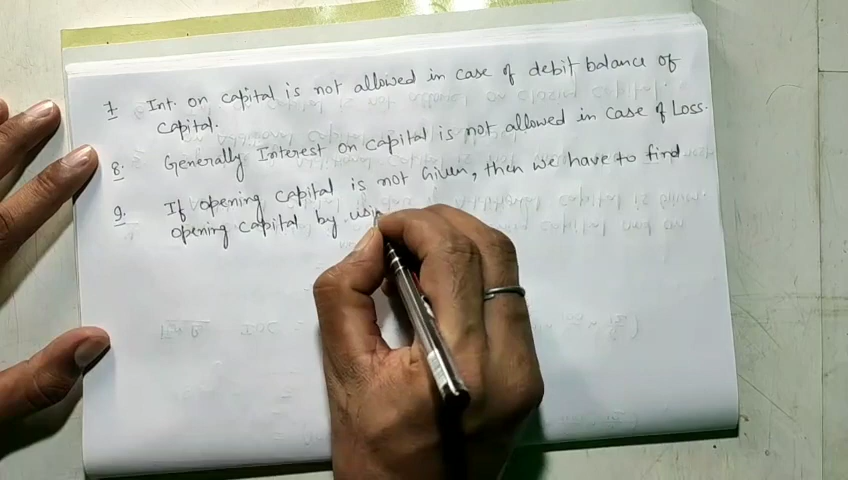 7. Int. on capital is not allowed in case of debit balance of
capital.
8. Generally Interest on capital is not allowed in case of Loss.
9. If opening capital is not Given, then we have to find
opening capital by usin